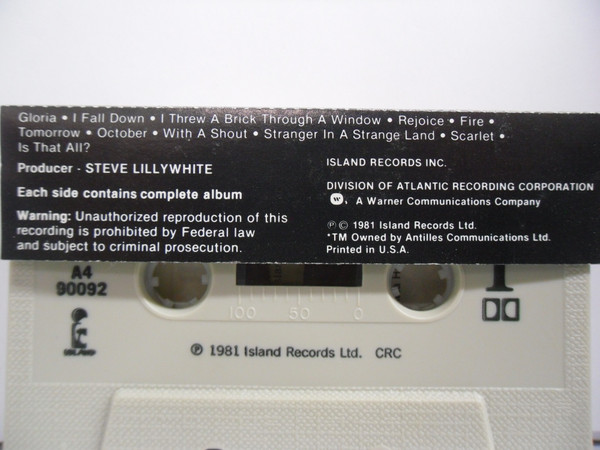 Gloria • I Fall Down • I Threw A Brick Through A Window • Rejoice • Fire •
Tomorrow • October • With A Shout • Stranger In A Strange Land • Scarlet •
Is That All?
Producer - STEVE LILLYWHITE
Each side contains complete album
Warning: Unauthorized reproduction of this
recording is prohibited by Federal law
and subject to criminal prosecution.
ISLAND RECORDS INC.
DIVISION OF ATLANTIC RECORDING CORPORATION
W. A Warner Communications Company
℗ © 1981 Island Records Ltd.
*TM Owned by Antilles Communications Ltd.
Printed in U.S.A.
A4
90092
ISLAND
100 50 0
1
℗ 1981 Island Records Ltd. CRC